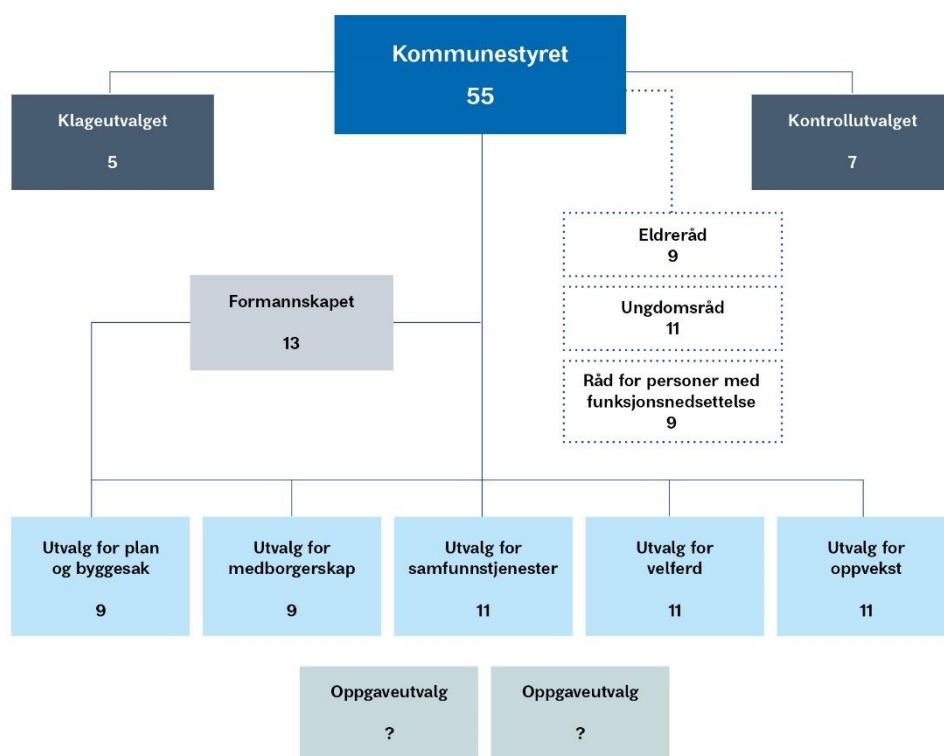 Kommunestyret
55
Klageutvalget
5
Kontrollutvalget
7
Eldreråd
9
Formannskapet
13
Ungdomsråd
11
Råd for personer med
funksjonsnedsettelse
9
Utvalg for plan
og byggesak
9
Utvalg for
medborgerskap
9
Utvalg for
samfunnstjenester
11
Utvalg for
velferd
11
Utvalg for
oppvekst
11
Oppgaveutvalg
?
Oppgaveutvalg
?